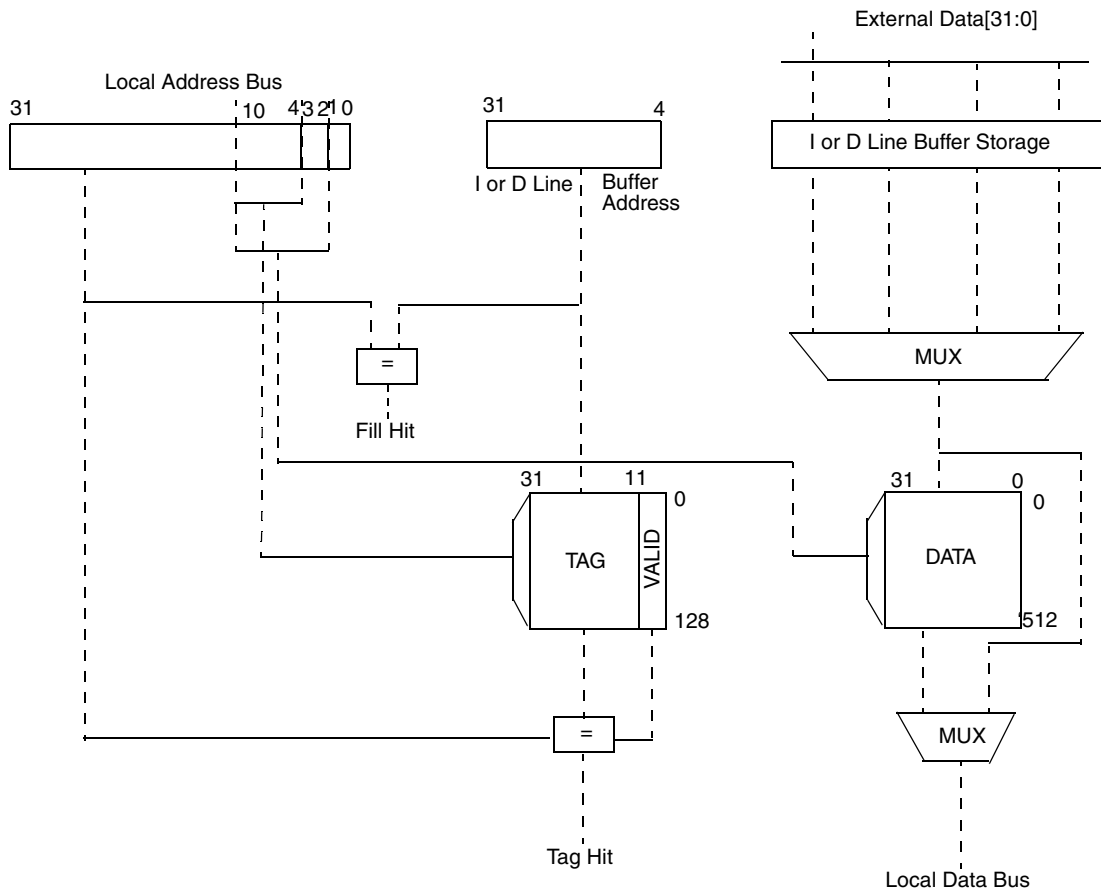 External Data[31:0]
Local Address Bus
31 10 4 3 2 1 0
31 4
I or D Line Buffer Storage
I or D Line Buffer
Address
MUX
=
Fill Hit
31 11 0
31 0
0
TAG VALID
DATA
128
512
=
MUX
Tag Hit
Local Data Bus